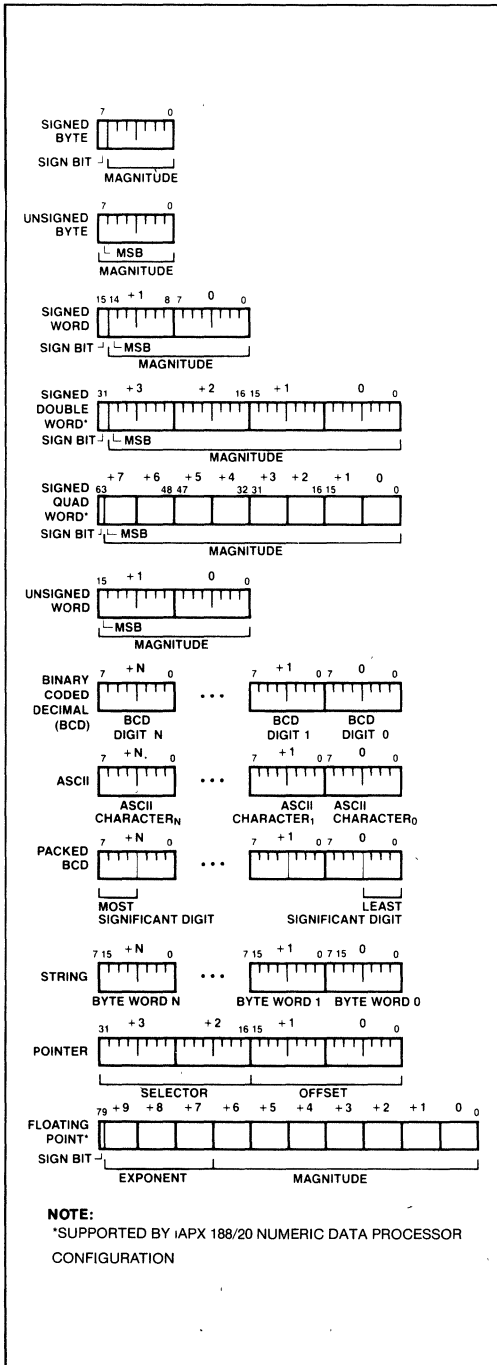 7 0
SIGNED
BYTE
SIGN BIT
MAGNITUDE
7 0
UNSIGNED
BYTE
MSB
MAGNITUDE
15 14 +1 8 7 0 0
SIGNED
WORD
SIGN BIT MSB
MAGNITUDE
31 +3 +2 16 15 +1 0 0
SIGNED
DOUBLE
WORD*
SIGN BIT MSB
MAGNITUDE
+7 +6 +5 +4 +3 +2 +1 0
63 48 47 32 31 16 15 0
SIGNED
QUAD
WORD*
SIGN BIT MSB
MAGNITUDE
15 +1 0 0
UNSIGNED
WORD
MSB
MAGNITUDE
7 +N 0 7 +1 0 7 0 0
BINARY
CODED
DECIMAL
(BCD)
...
BCD BCD BCD
DIGIT N DIGIT 1 DIGIT 0
7 +N 0 7 +1 0 7 0 0
ASCII ...
ASCII ASCII ASCII
CHARACTERN CHARACTER1 CHARACTER0
7 +N 0 7 +1 0 7 0 0
PACKED
BCD
...
MOST LEAST
SIGNIFICANT DIGIT SIGNIFICANT DIGIT
7 15 +N 0 7 15 +1 0 7 15 0 0
STRING ...
BYTE WORD N BYTE WORD 1 BYTE WORD 0
31 +3 +2 16 15 +1 0 0
POINTER
SELECTOR OFFSET
79 +9 +8 +7 +6 +5 +4 +3 +2 +1 0 0
FLOATING
POINT*
SIGN BIT
EXPONENT MAGNITUDE
NOTE:
*SUPPORTED BY iAPX 188/20 NUMERIC DATA PROCESSOR
CONFIGURATION